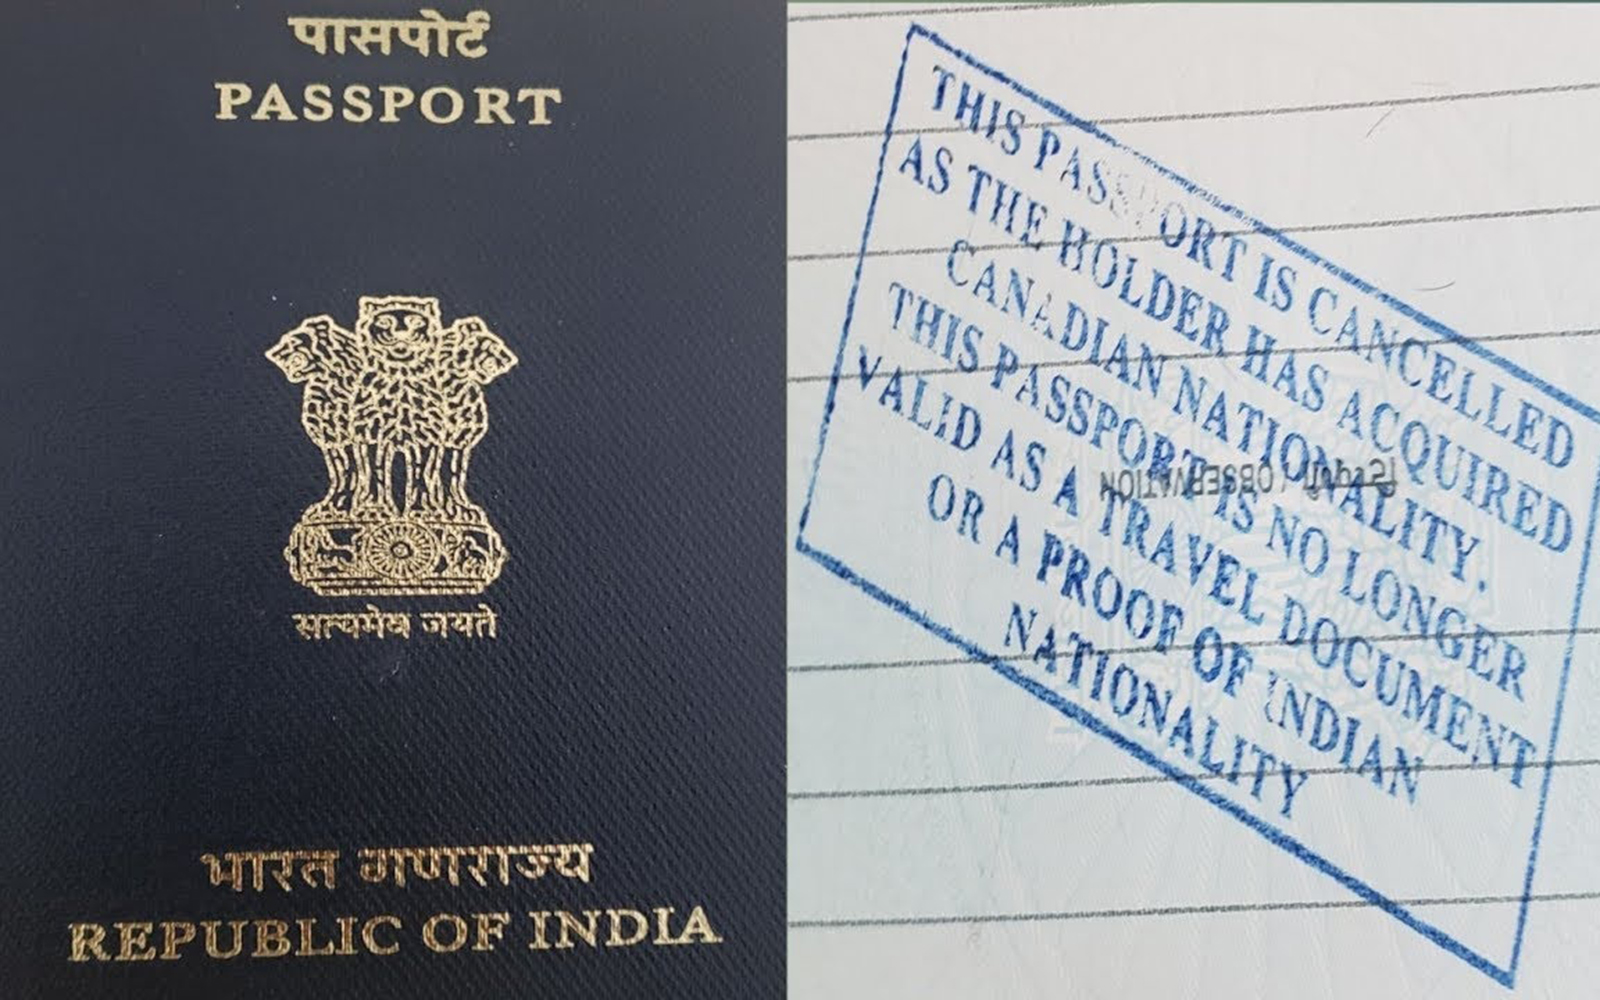 पासपोर्ट
PASSPORT
सत्यमेव जयते
भारत गणराज्य
REPUBLIC OF INDIA
THIS PASSPORT IS CANCELLED
AS THE HOLDER HAS ACQUIRED
CANADIAN NATIONALITY.
THIS PASSPORT IS NO LONGER
VALID AS A TRAVEL DOCUMENT
OR A PROOF OF INDIAN
NATIONALITY
/ OBSERVATION